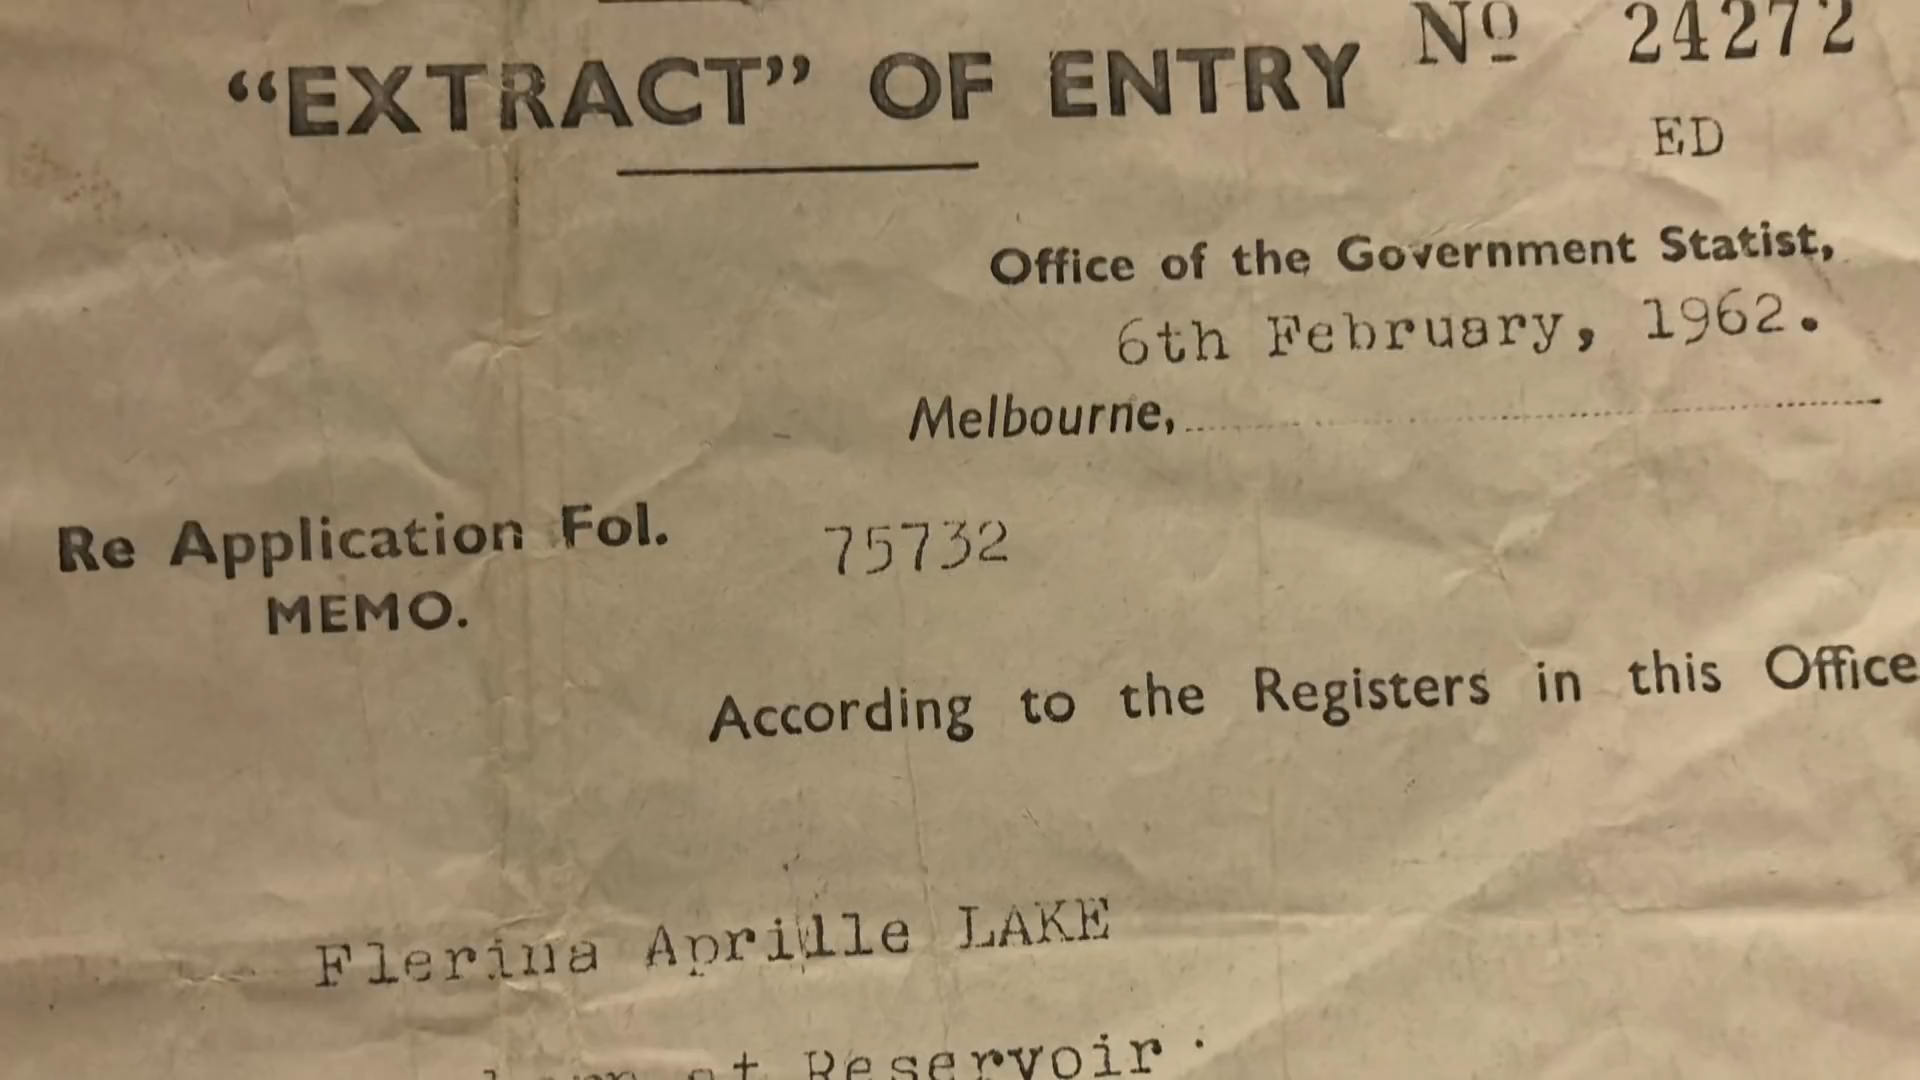 “EXTRACT” OF ENTRY Nº 24272
ED
Office of the Government Statist,
6th February, 1962.
Melbourne,
Re Application Fol. 75732
MEMO.
According to the Registers in this Office
Flerina Aprille LAKE
at Reservoir